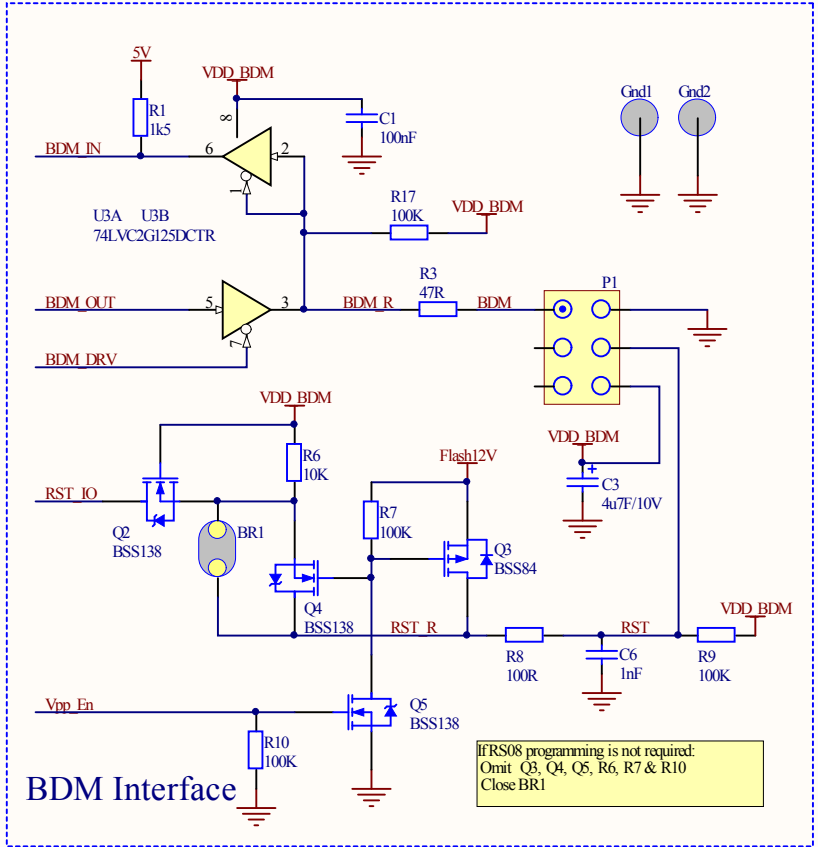 5V
VDD_BDM
Gnd1
Gnd2
R1
1k5
8
C1
100nF
BDM_IN
6
2
1
R17
100K
VDD_BDM
U3A U3B
74LVC2G125DCTR
R3
47R
P1
BDM_OUT
5
3
BDM_R
BDM
7
BDM_DRV
VDD_BDM
R6
10K
Flash12V
VDD_BDM
+
C3
4u7F/10V
RST_IO
R7
100K
Q2
BSS138
BR1
Q3
BSS84
Q4
BSS138
RST_R
RST
VDD_BDM
R8
100R
C6
1nF
R9
100K
Vpp_En
Q5
BSS138
R10
100K
If RS08 programming is not required:
Omit Q3, Q4, Q5, R6, R7 & R10
Close BR1
BDM Interface